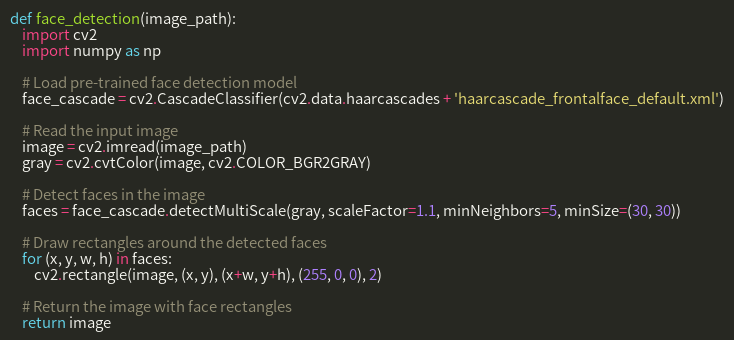 def face_detection(image_path):
    import cv2
    import numpy as np

    # Load pre-trained face detection model
    face_cascade = cv2.CascadeClassifier(cv2.data.haarcascades + 'haarcascade_frontalface_default.xml')

    # Read the input image
    image = cv2.imread(image_path)
    gray = cv2.cvtColor(image, cv2.COLOR_BGR2GRAY)

    # Detect faces in the image
    faces = face_cascade.detectMultiScale(gray, scaleFactor=1.1, minNeighbors=5, minSize=(30, 30))

    # Draw rectangles around the detected faces
    for (x, y, w, h) in faces:
        cv2.rectangle(image, (x, y), (x+w, y+h), (255, 0, 0), 2)

    # Return the image with face rectangles
    return image